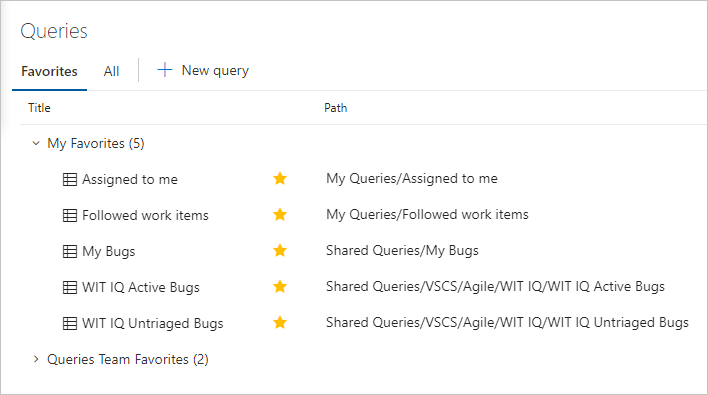 Queries
Favorites All New query
Title Path
My Favorites (5)
Assigned to me My Queries/Assigned to me
Followed work items My Queries/Followed work items
My Bugs Shared Queries/My Bugs
WIT IQ Active Bugs Shared Queries/VSCS/Agile/WIT IQ/WIT IQ Active Bugs
WIT IQ Untriaged Bugs Shared Queries/VSCS/Agile/WIT IQ/WIT IQ Untriaged Bugs
Queries Team Favorites (2)